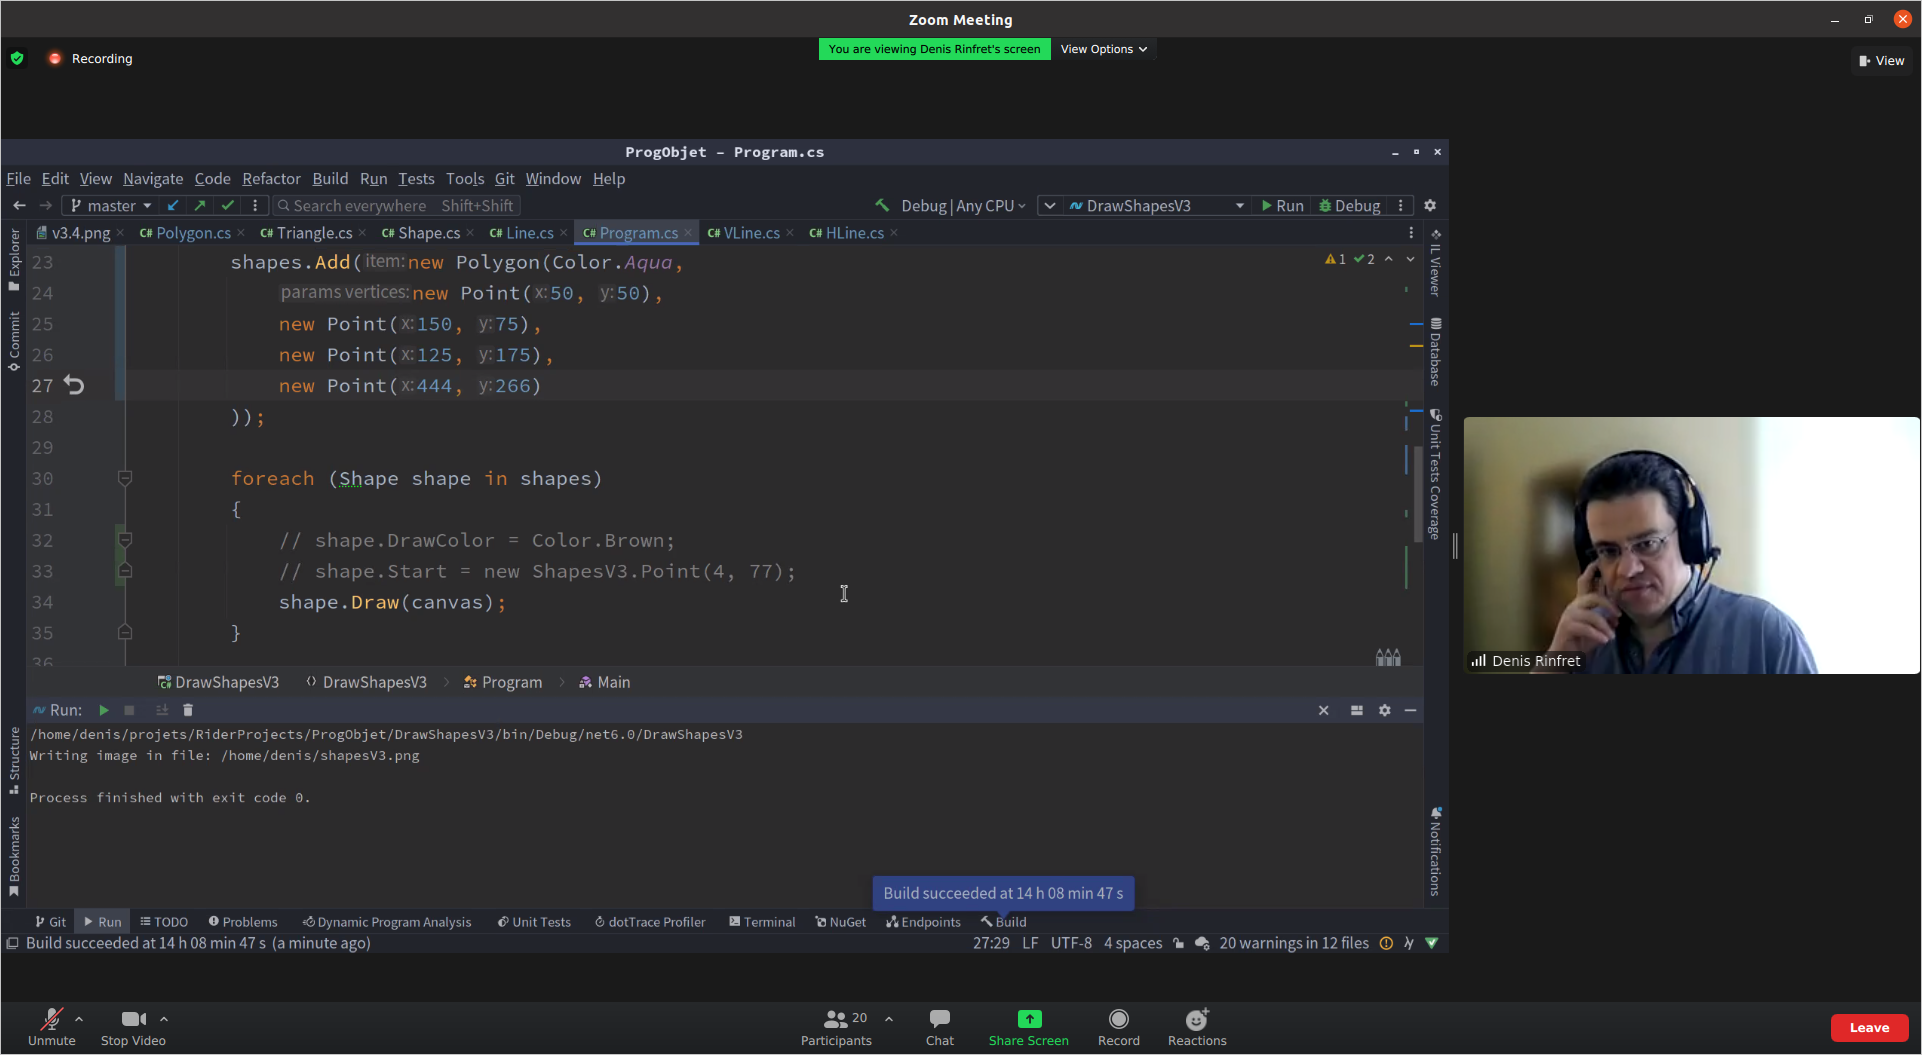 Zoom Meeting
Recording
You are viewing Denis Rinfret's screen View Options
View
ProgObjet – Program.cs
File Edit View Navigate Code Refactor Build Run Tests Tools Git Window Help
master Search everywhere Shift+Shift Debug | Any CPU DrawShapesV3 Run Debug
v3.4.png C# Polygon.cs C# Triangle.cs C# Shape.cs C# Line.cs C# Program.cs C# VLine.cs C# HLine.cs
23 shapes.Add( item: new Polygon(Color.Aqua, 1 2
24 params vertices: new Point( x: 50, y: 50),
25 new Point( x: 150, y: 75),
26 new Point( x: 125, y: 175),
27 new Point( x: 444, y: 266)
28 ));
29
30 foreach (Shape shape in shapes)
31 {
32 // shape.DrawColor = Color.Brown;
33 // shape.Start = new ShapesV3.Point(4, 77);
34 shape.Draw(canvas);
35 }
36
Explorer
Commit
Structure
Bookmarks
IL Viewer
Database
Unit Tests Coverage
Notifications
DrawShapesV3 DrawShapesV3 Program Main
Run:
/home/denis/projets/RiderProjects/ProgObjet/DrawShapesV3/bin/Debug/net6.0/DrawShapesV3
Writing image in file: /home/denis/shapesV3.png
Process finished with exit code 0.
Build succeeded at 14 h 08 min 47 s
Git Run TODO Problems Dynamic Program Analysis Unit Tests dotTrace Profiler Terminal NuGet Endpoints Build
Build succeeded at 14 h 08 min 47 s (a minute ago) 27:29 LF UTF-8 4 spaces 20 warnings in 12 files
Denis Rinfret
Unmute Stop Video Participants 20 Chat Share Screen Record Reactions Leave